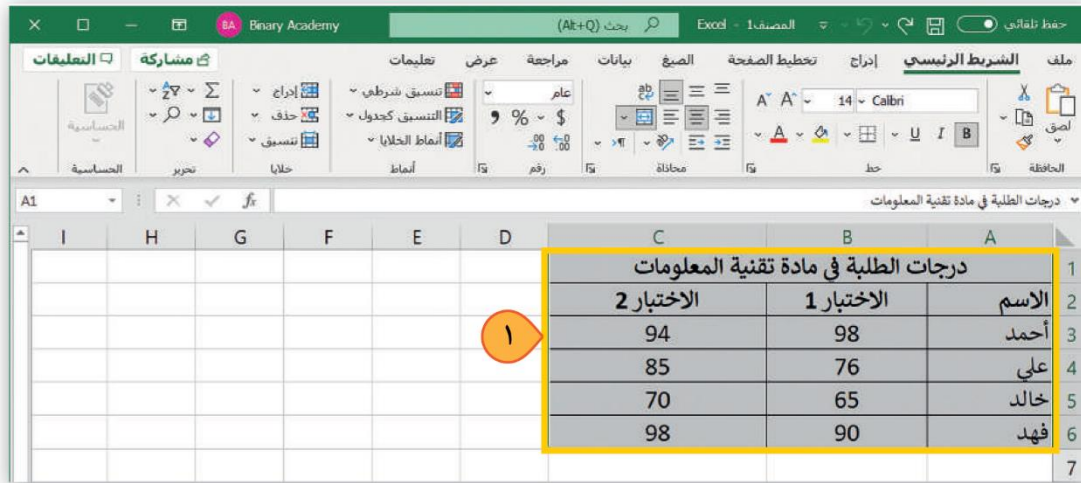 حفظ تلقائي المصنف1 - Excel بحث (Alt+Q) Binary Academy BA
ملف الشريط الرئيسي إدراج تخطيط الصفحة الصيغ بيانات مراجعة عرض تعليمات مشاركة التعليقات
لصق Calibri 14 A A عام تنسيق شرطي إدراج Σ
B I U A ab $ % 9 التنسيق كجدول حذف الحساسية
أنماط الخلايا تنسيق
الحافظة خط محاذاة رقم أنماط خلايا تحرير الحساسية
A1 fx درجات الطلبة في مادة تقنية المعلومات
A B C D E F G H I
1 درجات الطلبة في مادة تقنية المعلومات
2 الاسم الاختبار 1 الاختبار 2
3 أحمد 98 94 ١
4 علي 76 85
5 خالد 65 70
6 فهد 90 98
7